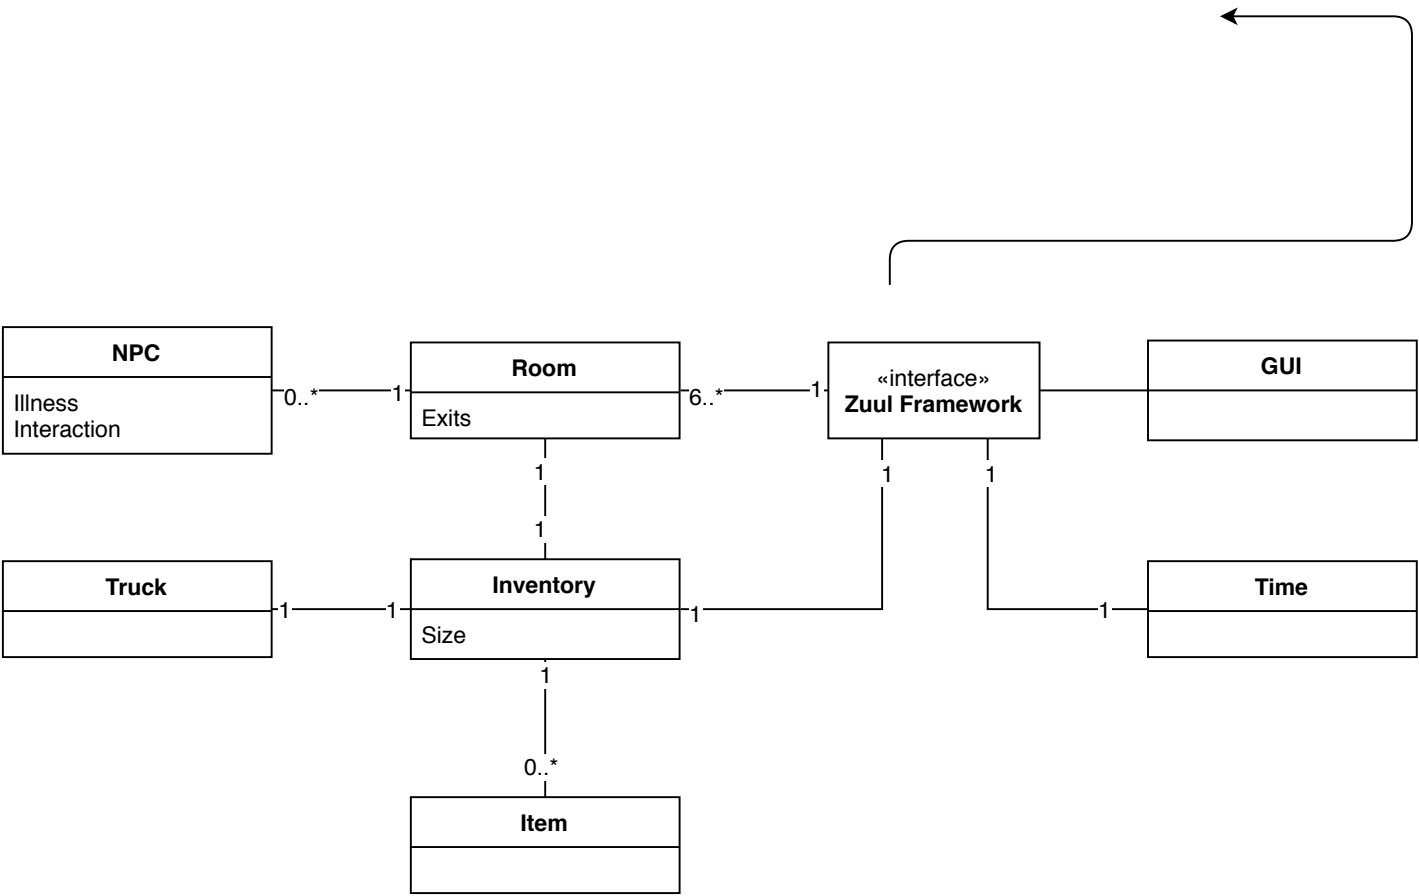 NPC
Illness
Interaction
0..*
1
Room
Exits
6..*
1
«interface»
Zuul Framework
GUI
1
1
1
1
Truck
1
1
Inventory
Size
1
1
Time
1
0..*
Item